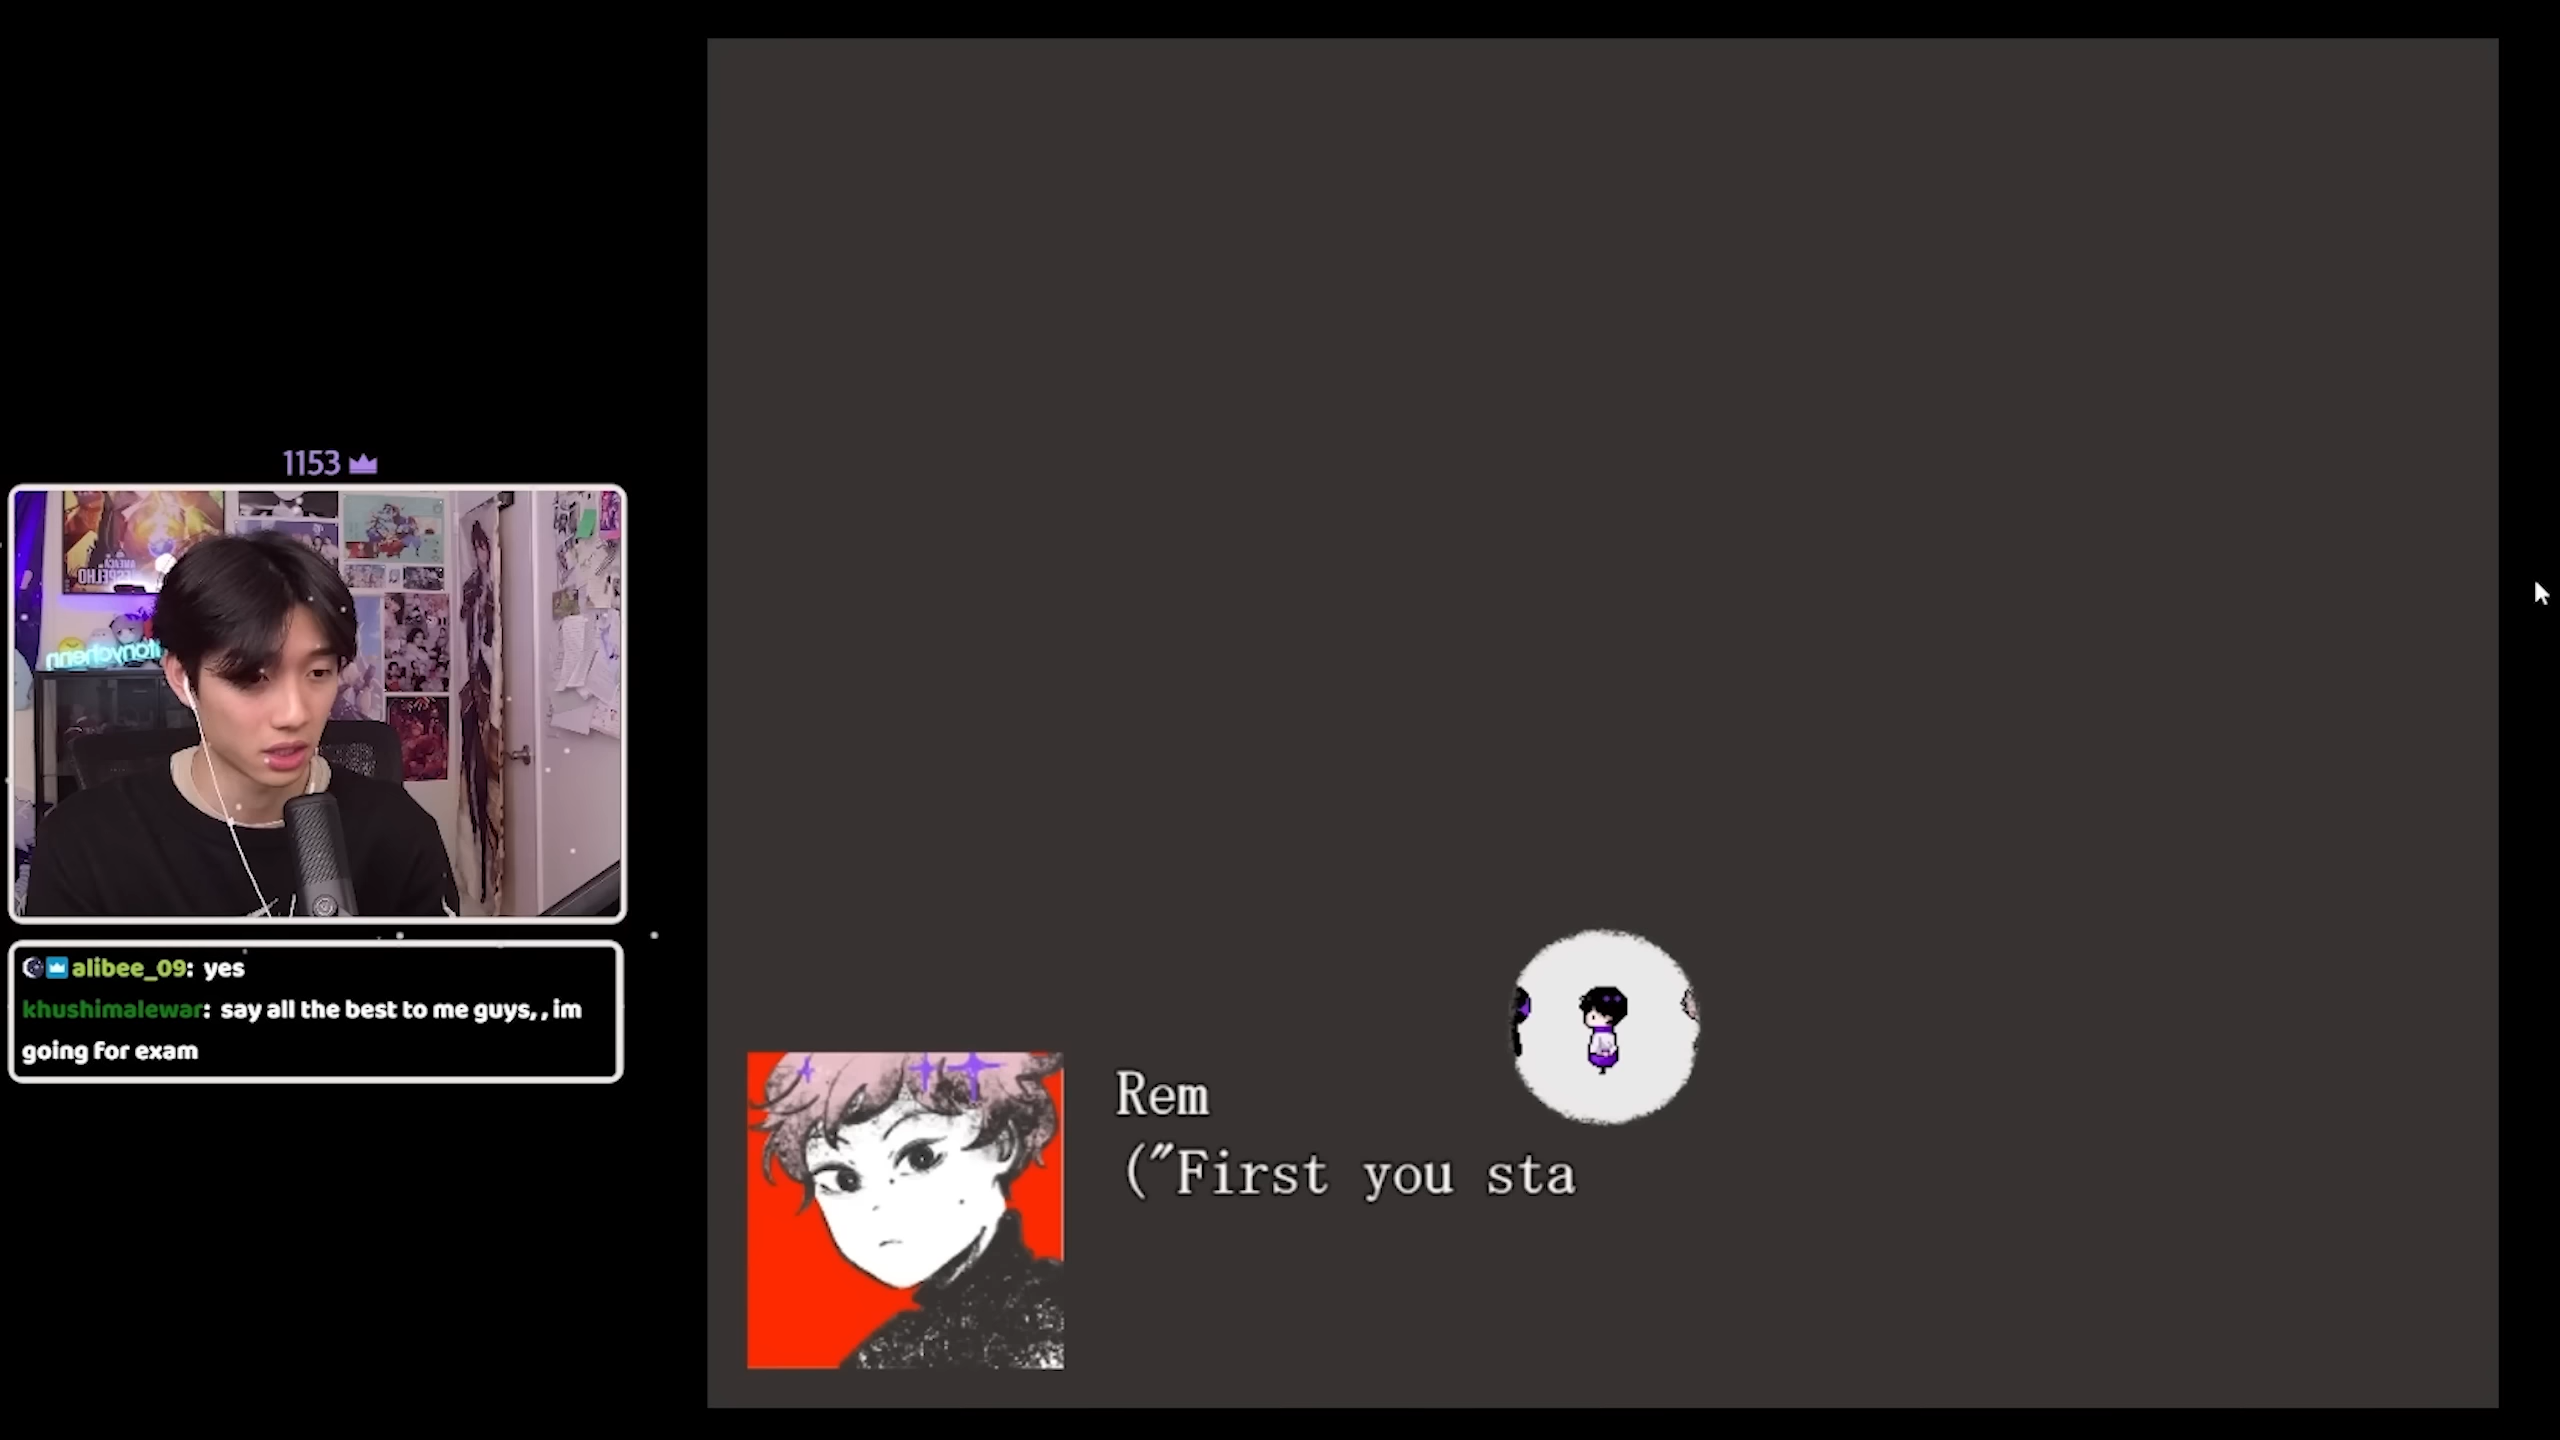 1153
alibee_09: yes
khushimalewar: say all the best to me guys,, im
going for exam
Rem
("First you sta